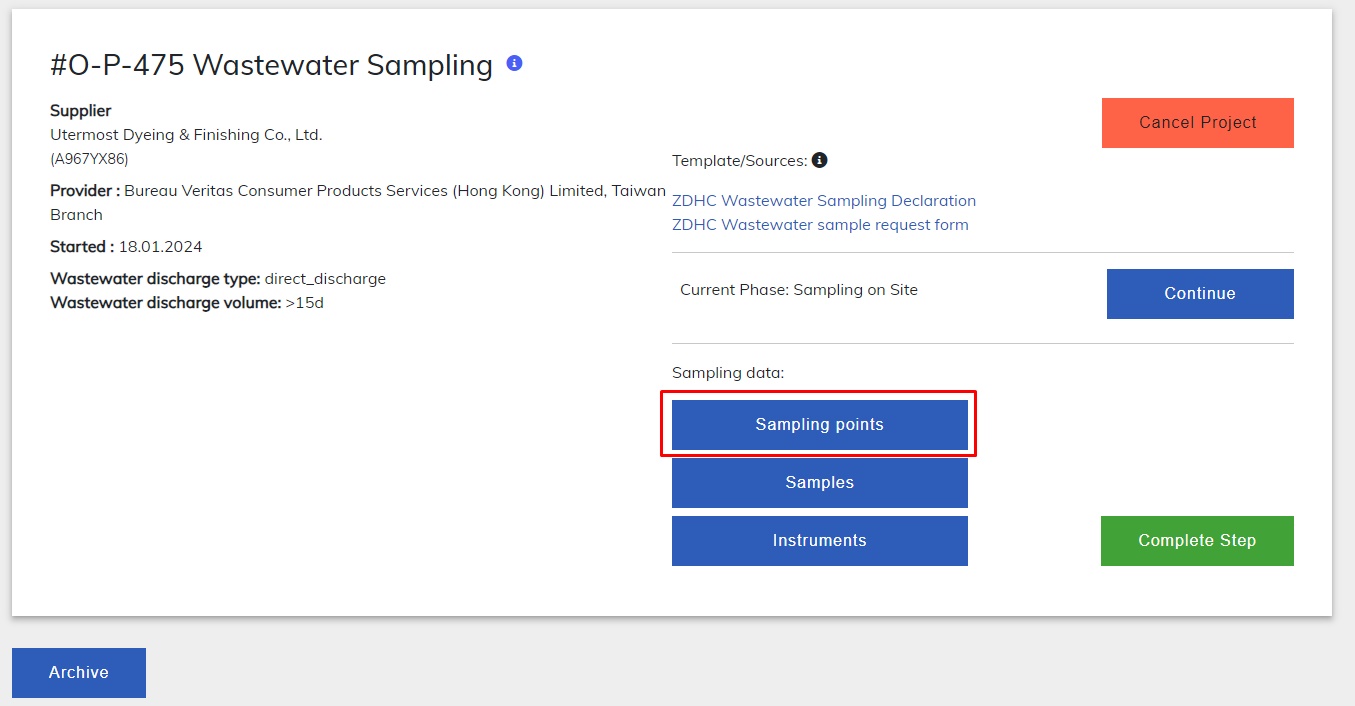 #O-P-475 Wastewater Sampling
Supplier
Utermost Dyeing & Finishing Co., Ltd.
(A967YX86)
Provider : Bureau Veritas Consumer Products Services (Hong Kong) Limited, Taiwan
Branch
Started : 18.01.2024
Wastewater discharge type: direct_discharge
Wastewater discharge volume: >15d
Cancel Project
Template/Sources:
ZDHC Wastewater Sampling Declaration
ZDHC Wastewater sample request form
Current Phase: Sampling on Site
Continue
Sampling data:
Sampling points
Samples
Instruments
Complete Step
Archive